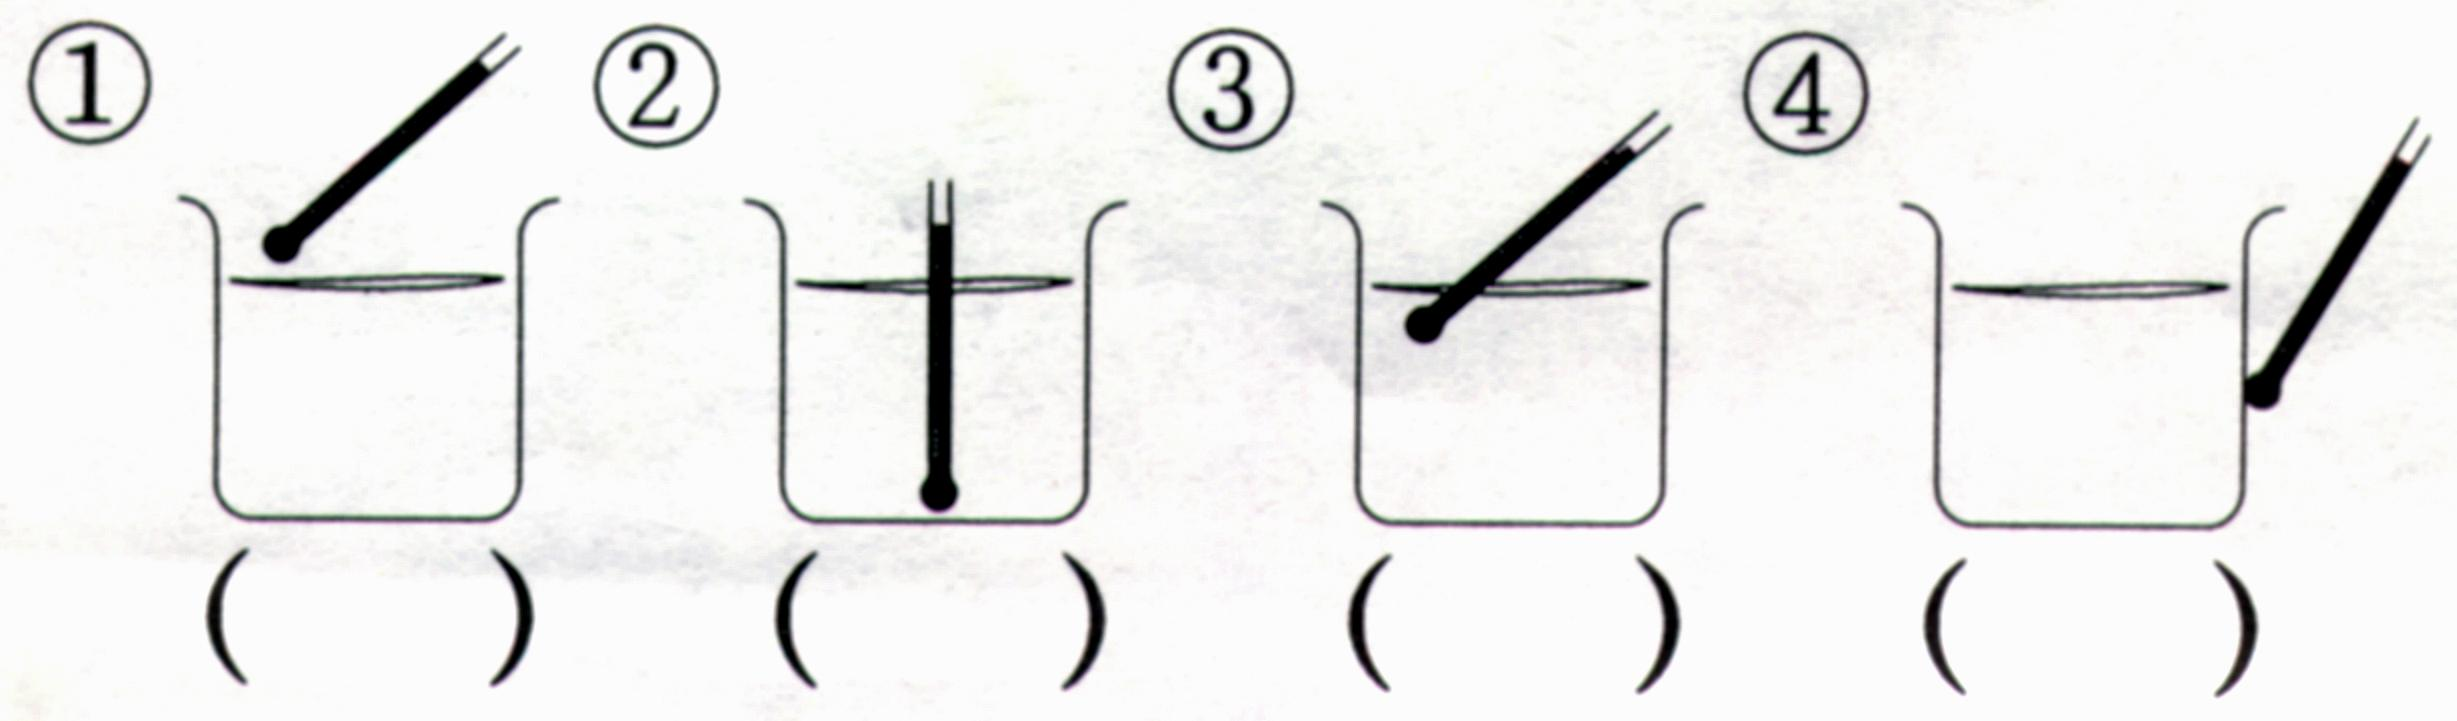 ① ② ③ ④
( ) ( ) ( ) ( )